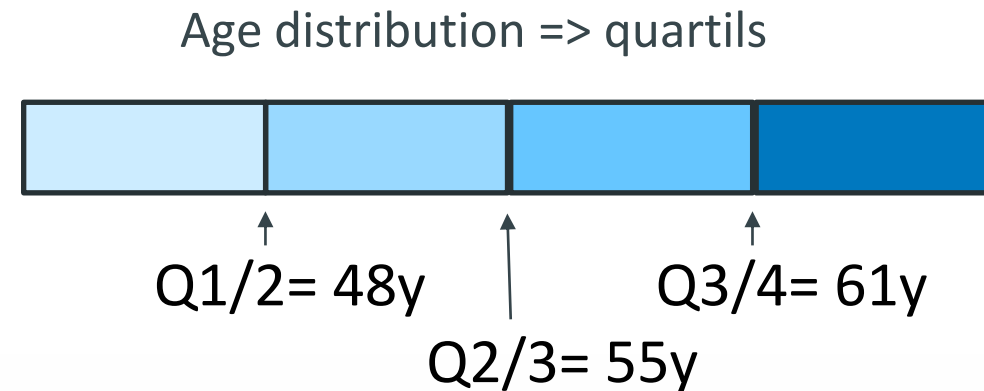 Age distribution => quartils
Q1/2= 48y
Q3/4= 61y
Q2/3= 55y